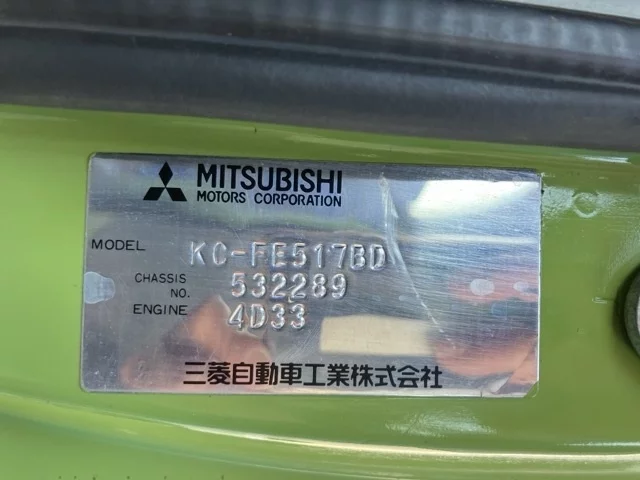 MITSUBISHI
MOTORS CORPORATION
MODEL KC-FE517BD
CHASSIS NO. 532289
ENGINE 4D33
三菱自動車工業株式会社